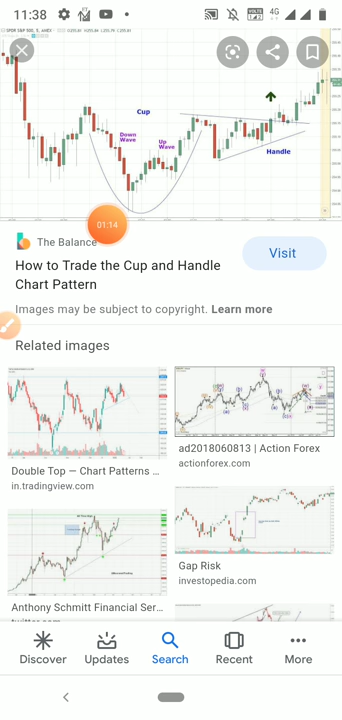 11:38
4G
Cup
Down
Wave
Up
Wave
Handle
01:14
The Balance
How to Trade the Cup and Handle
Chart Pattern
Visit
Images may be subject to copyright. Learn more
Related images
Double Top — Chart Patterns ...
in.tradingview.com
ad2018060813 | Action Forex
actionforex.com
Gap Risk
investopedia.com
Anthony Schmitt Financial Ser...
twitter.com
Discover
Updates
Search
Recent
More